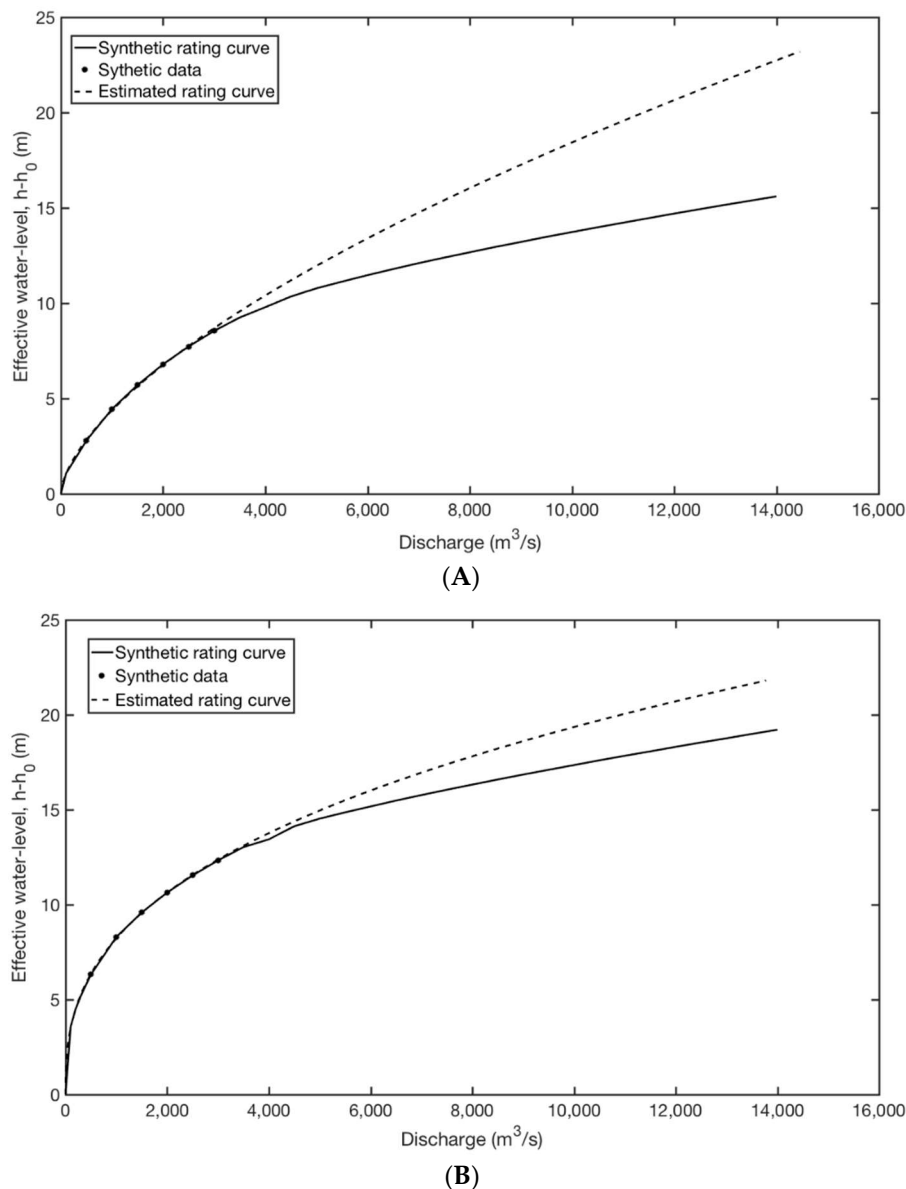 25
20
15
10
5
0
Effective water-level, h-h0 (m)
Synthetic rating curve
Sythetic data
Estimated rating curve
0 2,000 4,000 6,000 8,000 10,000 12,000 14,000 16,000
Discharge (m3/s)
(A)
25
20
15
10
5
0
Effective water-level, h-h0 (m)
Synthetic rating curve
Synthetic data
Estimated rating curve
0 2,000 4,000 6,000 8,000 10,000 12,000 14,000 16,000
Discharge (m3/s)
(B)